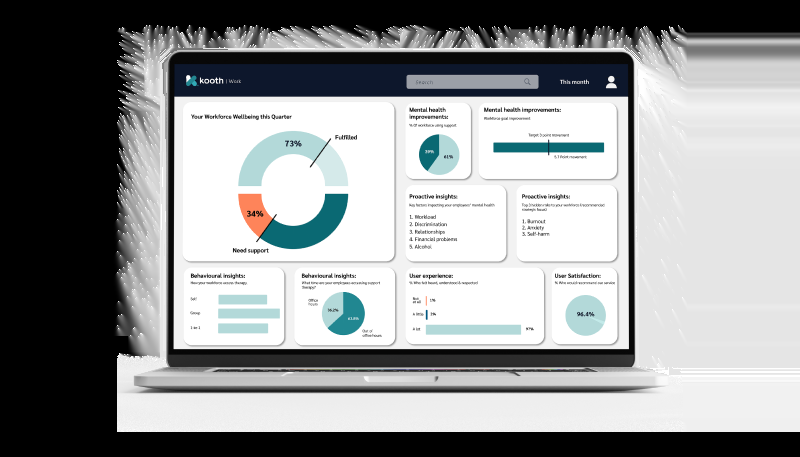 kooth | Work
Search
This month
Your Workforce Wellbeing this Quarter
73%
Fulfilled
34%
Need support
Mental health
improvements:
% Of workforce using support
39%
61%
Mental health improvements:
Workforce goal improvement
Target 3 point movement
5.1 Point movement
Proactive insights:
Key factors impacting your employees' mental health
1. Workload
2. Discrimination
3. Relationships
4. Financial problems
5. Alcohol
Proactive insights:
Top 3 hidden risks to your workforce (recommended
strategic focus)
1. Burnout
2. Anxiety
3. Self-harm
Behavioural insights:
How your workforce access therapy
Self
Group
1-to-1
Behavioural insights:
What time are your employees accessing support
therapy?
Office
hours
36.2%
63.8%
Out of
office hours
User experience:
% Who felt heard, understood & respected
Not
at all
1%
A little
2%
A lot
97%
User Satisfaction:
% Who would recommend our service
96.4%